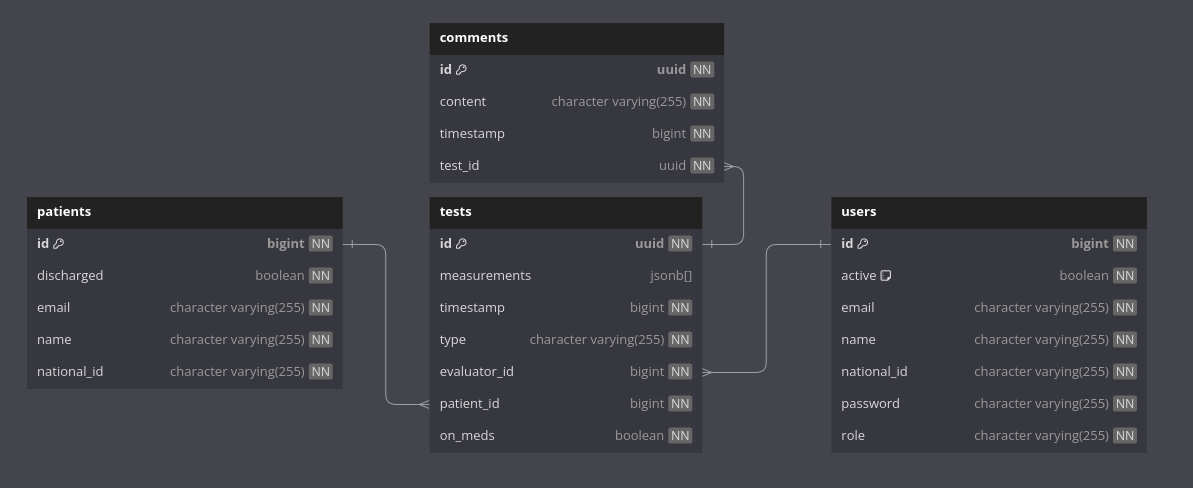 comments
id uuid NN
content character varying(255) NN
timestamp bigint NN
test_id uuid NN
patients
id bigint NN
discharged boolean NN
email character varying(255) NN
name character varying(255) NN
national_id character varying(255) NN
tests
id uuid NN
measurements jsonb[]
timestamp bigint NN
type character varying(255) NN
evaluator_id bigint NN
patient_id bigint NN
on_meds boolean NN
users
id bigint NN
active boolean NN
email character varying(255) NN
name character varying(255) NN
national_id character varying(255) NN
password character varying(255) NN
role character varying(255) NN